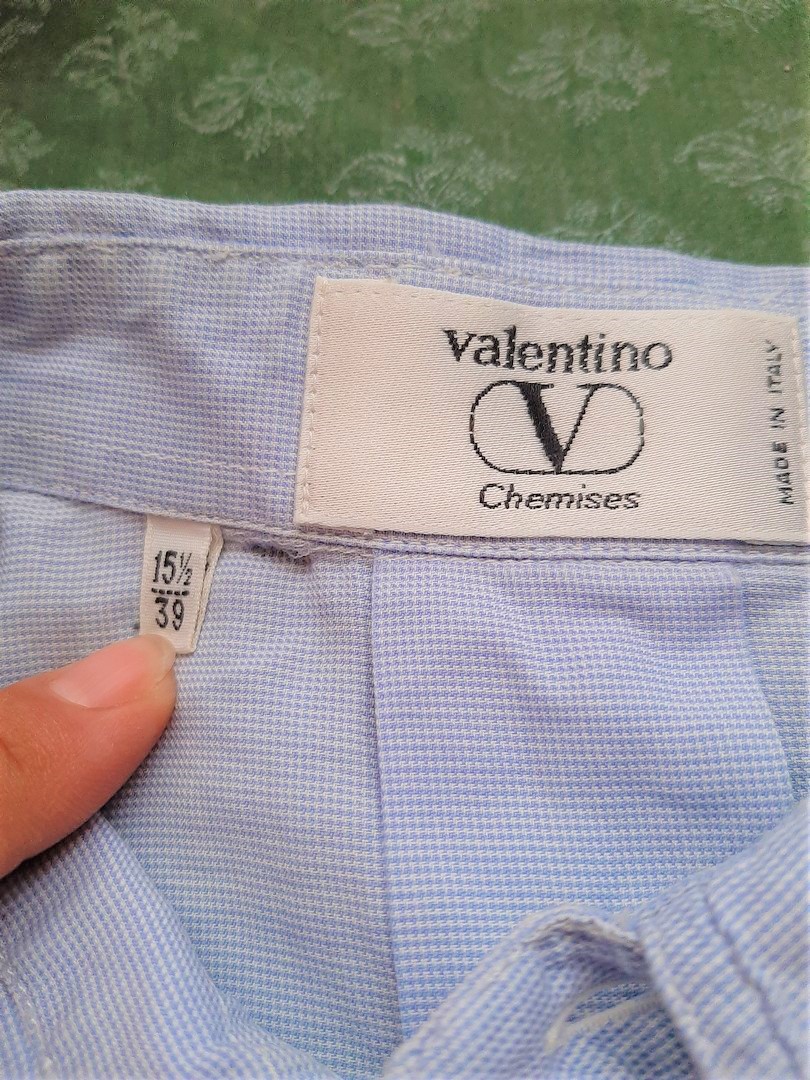 valentino
V
Chemises
MADE IN ITALY
15½
39